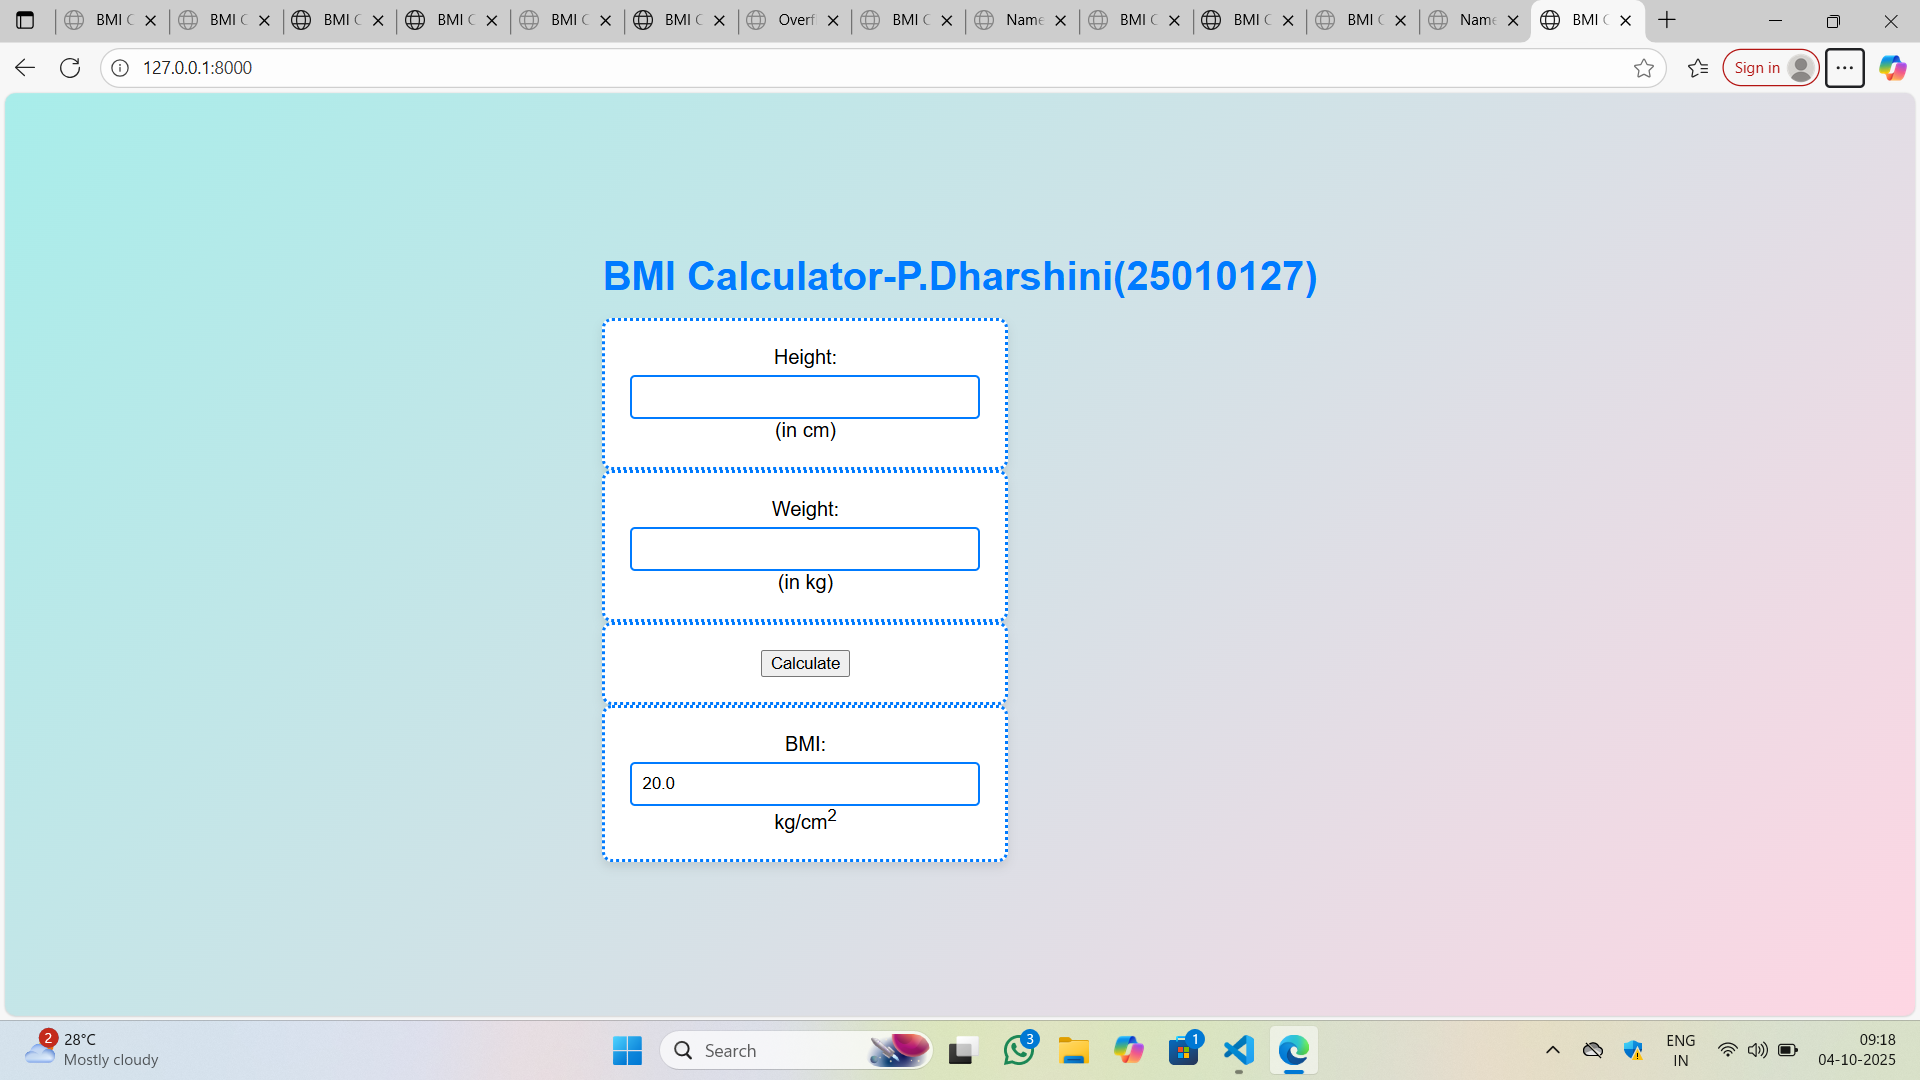 BMI C BMI C BMI C BMI C BMI C BMI C Overf BMI C Name BMI C BMI C BMI C Name BMI C
127.0.0.1:8000
Sign in
BMI Calculator-P.Dharshini(25010127)
Height:
(in cm)
Weight:
(in kg)
Calculate
BMI:
20.0
kg/cm²
2
28°C
Mostly cloudy
Search
3
1
ENG
IN
09:18
04-10-2025